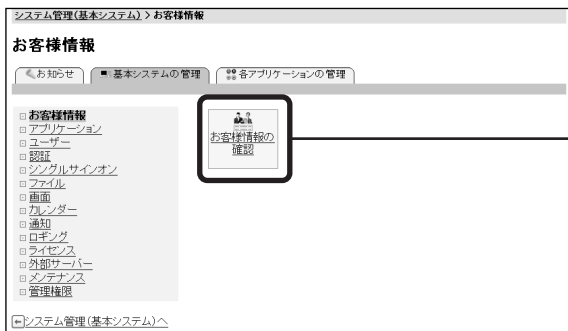 システム管理(基本システム) > お客様情報
お客様情報
お知らせ 基本システムの管理 各アプリケーションの管理
お客様情報
アプリケーション
ユーザー
認証
シングルサインオン
ファイル
画面
カレンダー
通知
ロギング
ライセンス
外部サーバー
メンテナンス
管理権限
お客様情報の
確認
システム管理(基本システム)へ